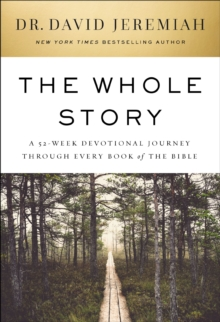 DR. DAVID JEREMIAH
NEW YORK TIMES BESTSELLING AUTHOR
THE WHOLE
STORY
A 52-WEEK DEVOTIONAL JOURNEY
THROUGH EVERY BOOK of THE BIBLE